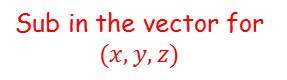 Sub in the vector for
(x, y, z)